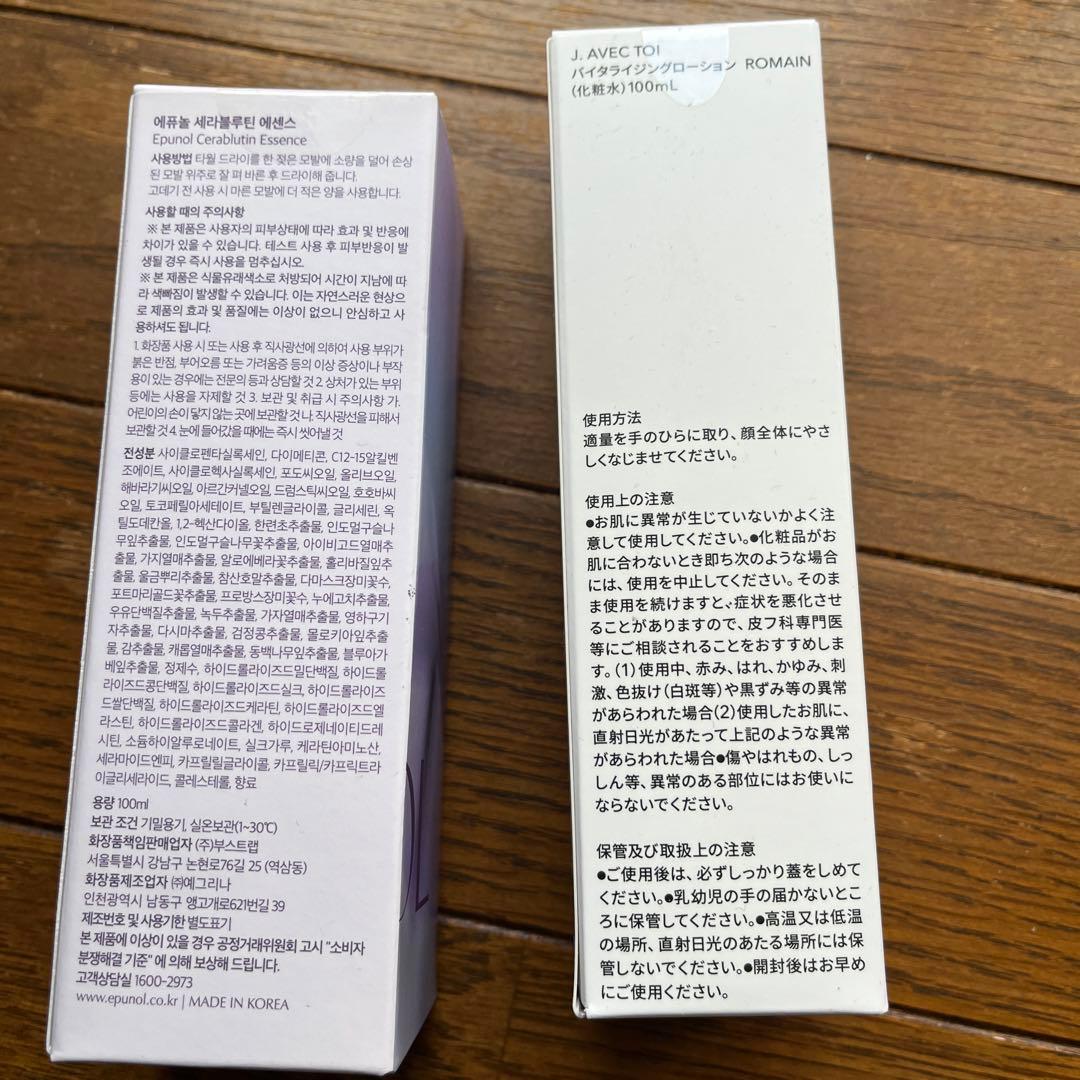 에퓨놀 세라블루틴 에센스
Epunol Cerablutin Essence
사용방법 타월 드라이를 한 젖은 모발에 소량을 덜어 손상
된 모발 위주로 잘 펴 바른 후 드라이해 줍니다.
고데기 전 사용 시 마른 모발에 더 적은 양을 사용합니다.
사용할 때의 주의사항
※ 본 제품은 사용자의 피부상태에 따라 효과 및 반응에
차이가 있을 수 있습니다. 테스트 사용 후 피부반응이 발
생될 경우 즉시 사용을 멈추십시오.
※ 본 제품은 식물유래색소로 처방되어 시간이 지남에 따
라 색빠짐이 발생할 수 있습니다. 이는 자연스러운 현상으
로 제품의 효과 및 품질에는 이상이 없으니 안심하고 사
용하셔도 됩니다.
1. 화장품 사용 시 또는 사용 후 직사광선에 의하여 사용 부위가
붉은 반점, 부어오름 또는 가려움증 등의 이상 증상이나 부작
용이 있는 경우에는 전문의 등과 상담할 것 2. 상처가 있는 부위
등에는 사용을 자제할 것 3. 보관 및 취급 시 주의사항 가.
어린이의 손이 닿지 않는 곳에 보관할 것 나. 직사광선을 피해서
보관할 것 4. 눈에 들어갔을 때에는 즉시 씻어낼 것
전성분 사이클로펜타실록세인, 다이메티콘, C12-15알킬벤
조에이트, 사이클로헥사실록세인, 포도씨오일, 올리브오일,
해바라기씨오일, 아르간커넬오일, 드럼스틱씨오일, 호호바씨
오일, 토코페릴아세테이트, 부틸렌글라이콜, 글리세린, 옥
틸도데칸올, 1,2-헥산다이올, 한련초추출물, 인도멀구슬나
무잎추출물, 인도멀구슬나무꽃추출물, 아이비고드열매추
출물, 가지열매추출물, 알로에베라꽃추출물, 홀리바질잎추
출물, 울금뿌리추출물, 참산호말추출물, 다마스크장미꽃수,
포트마리골드꽃추출물, 프로방스장미꽃수, 누에고치추출물,
우유단백질추출물, 녹두추출물, 가자열매추출물, 영하구기
자추출물, 다시마추출물, 검정콩추출물, 몰로키아잎추출
물, 감추출물, 캐롭열매추출물, 동백나무잎추출물, 블루아가
베잎추출물, 정제수, 하이드롤라이즈드밀단백질, 하이드롤
라이즈드콩단백질, 하이드롤라이즈드실크, 하이드롤라이즈
드쌀단백질, 하이드롤라이즈드케라틴, 하이드롤라이즈드엘
라스틴, 하이드롤라이즈드콜라겐, 하이드로제네이티드레
시틴, 소듐하이알루로네이트, 실크가루, 케라틴아미노산,
세라마이드엔피, 카프릴릴글라이콜, 카프릴릭/카프릭트라
이글리세라이드, 콜레스테롤, 향료
용량 100ml
보관 조건 기밀용기, 실온보관(1~30℃)
화장품책임판매업자 (주)부스트랩
서울특별시 강남구 논현로76길 25 (역삼동)
화장품제조업자 ㈜예그리나
인천광역시 남동구 앵고개로621번길 39
제조번호 및 사용기한 별도표기
본 제품에 이상이 있을 경우 공정거래위원회 고시 "소비자
분쟁해결 기준" 에 의해 보상해 드립니다.
고객상담실 1600-2973
www.epunol.co.kr | MADE IN KOREA
J. AVEC TOI
バイタライジングローション ROMAIN
(化粧水)100mL
使用方法
適量を手のひらに取り、顔全体にやさ
しくなじませてください。
使用上の注意
●お肌に異常が生じていないかよく注
意して使用してください。●化粧品がお
肌に合わないとき即ち次のような場合
には、使用を中止してください。そのま
ま使用を続けますと、症状を悪化させ
ることがありますので、皮フ科専門医
等にご相談されることをおすすめしま
す。(1)使用中、赤み、はれ、かゆみ、刺
激、色抜け(白斑等)や黒ずみ等の異常
があらわれた場合(2)使用したお肌に、
直射日光があたって上記のような異常
があらわれた場合●傷やはれもの、しっ
しん等、異常のある部位にはお使いに
ならないでください。
保管及び取扱上の注意
●ご使用後は、必ずしっかり蓋をしめて
ください。●乳幼児の手の届かないとこ
ろに保管してください。●高温又は低温
の場所、直射日光のあたる場所には保
管しないでください。●開封後はお早め
にご使用ください。